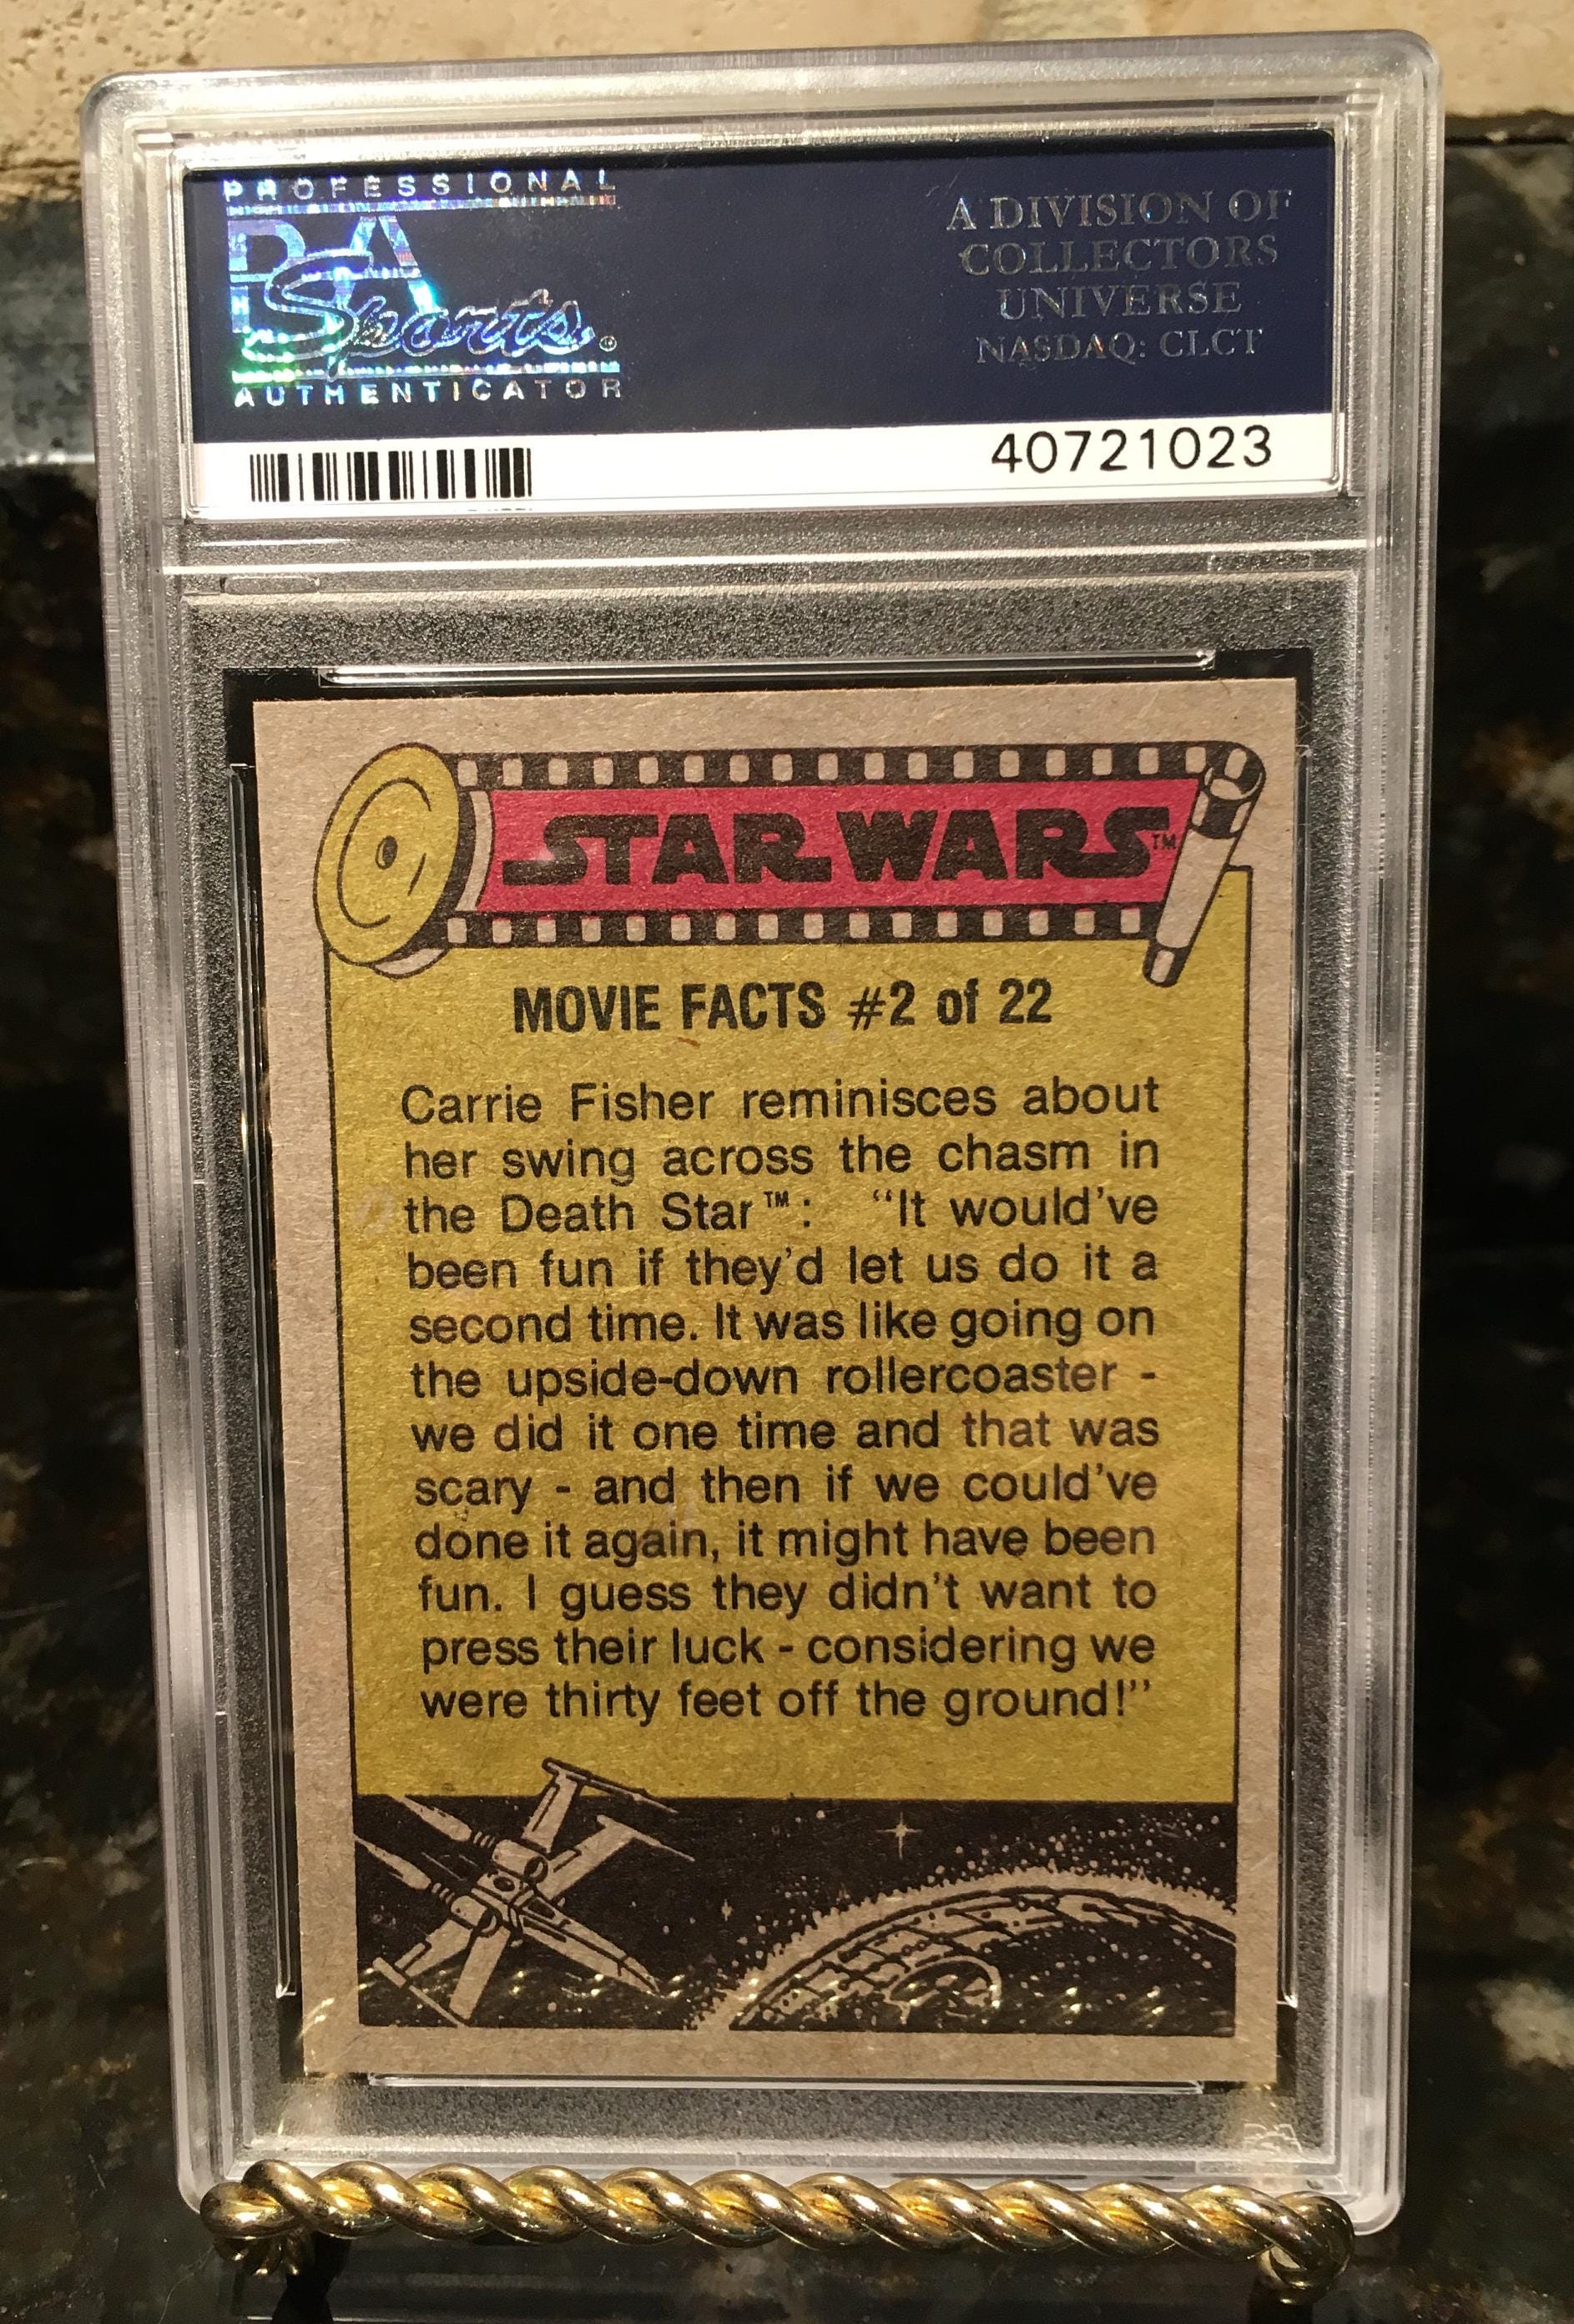 PROFESSIONAL
PSA
Sports®
AUTHENTICATOR
A DIVISION OF
COLLECTORS
UNIVERSE
NASDAQ: CLCT
40721023
STAR WARS™
MOVIE FACTS #2 of 22
Carrie Fisher reminisces about
her swing across the chasm in
the Death Star™: “It would’ve
been fun if they’d let us do it a
second time. It was like going on
the upside-down rollercoaster -
we did it one time and that was
scary - and then if we could’ve
done it again, it might have been
fun. I guess they didn’t want to
press their luck - considering we
were thirty feet off the ground!”